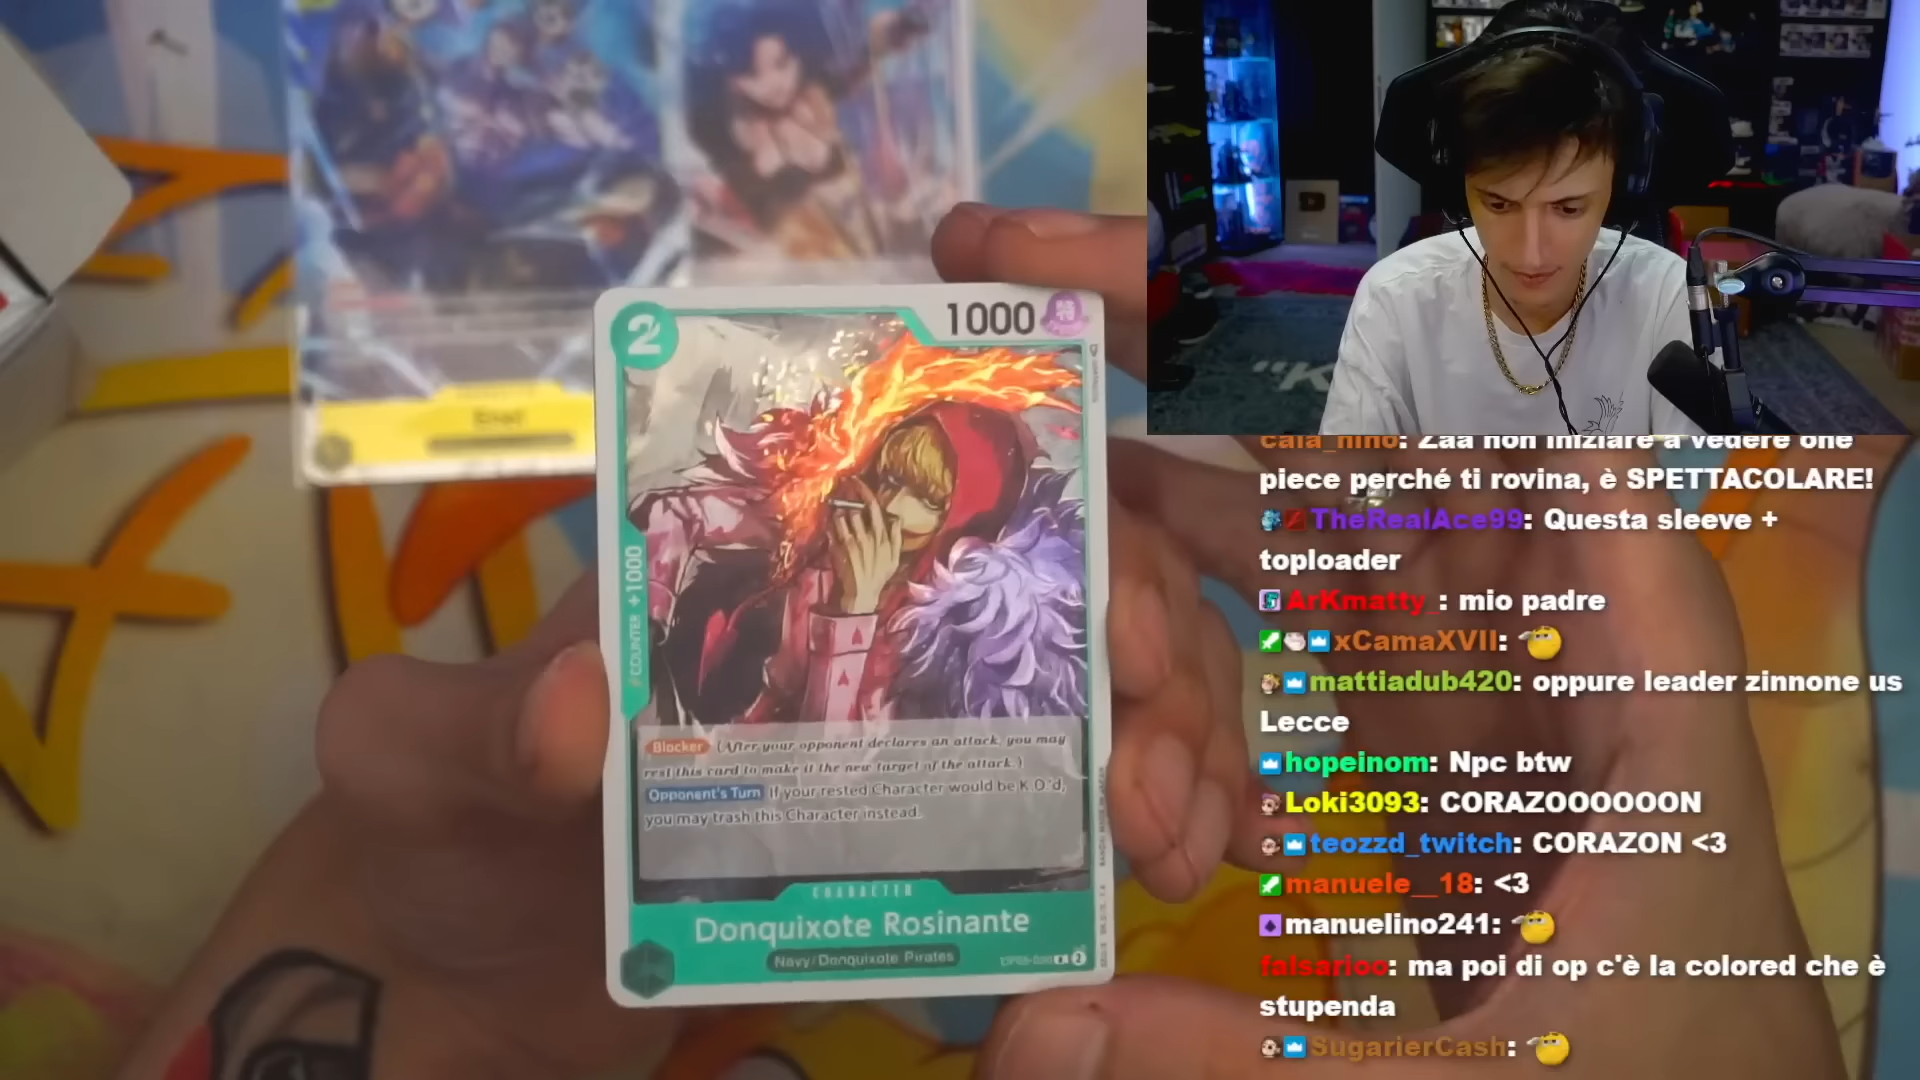 2
1000
COUNTER +1000
Blocker (After your opponent declares an attack, you may
rest this card to make it the new target of the attack.)
Opponent's Turn If your rested Character would be K.O.'d,
you may trash this Character instead.
CHARACTER
Donquixote Rosinante
Navy/Donquixote Pirates
Enel
"K
caia_nino: Zaa non iniziare a vedere one
piece perché ti rovina, è SPETTACOLARE!
TheRealAce99: Questa sleeve +
toploader
ArKmatty_: mio padre
xCamaXVII:
mattiadub420: oppure leader zinnone us
Lecce
hopeinom: Npc btw
Loki3093: CORAZOOOOOON
teozzd_twitch: CORAZON <3
manuele__18: <3
manuelino241:
falsarioo: ma poi di op c'è la colored che è
stupenda
SugarierCash: